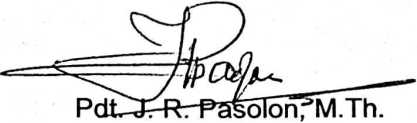 Pdt. J. R. Pasolon, M.Th.